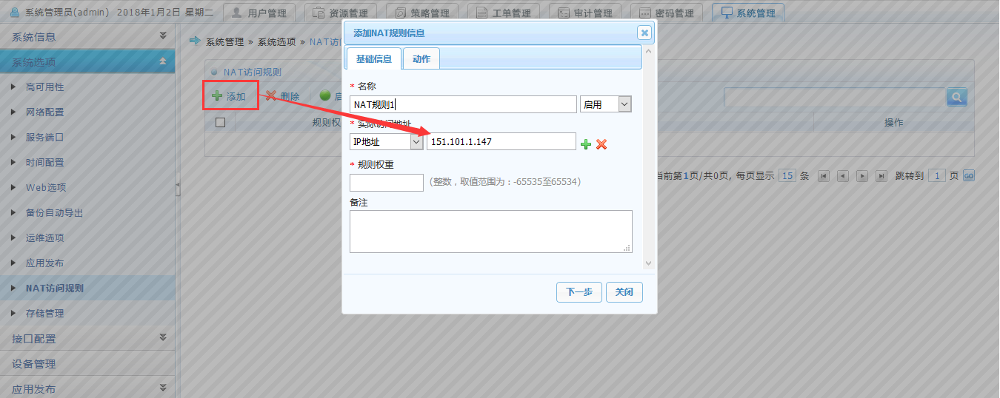 系统管理员(admin) 2018年1月2日 星期二 用户管理 资源管理 策略管理 工单管理 审计管理 密码管理 系统管理
系统信息
系统选项
高可用性
网络配置
服务端口
时间配置
Web选项
备份自动导出
运维选项
应用发布
NAT访问规则
存储管理
接口配置
设备管理
应用发布
系统管理 » 系统选项 » NAT访
NAT访问规则
添加 删除 启
规则权 操作
当前第1页/共0页, 每页显示 15 条 跳转到 1 页 GO
添加NAT规则信息
基础信息 动作
* 名称
NAT规则1 启用
* 实际访问地址
IP地址 151.101.1.147
* 规则权重
(整数，取值范围为：-65535至65534)
备注
下一步 关闭